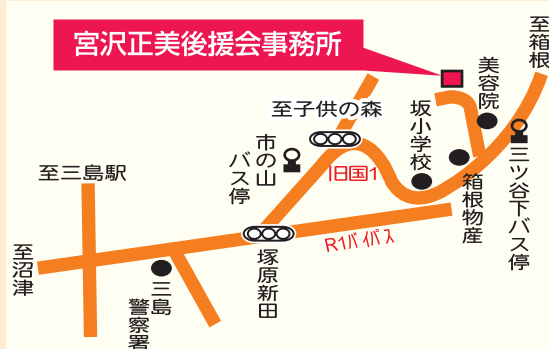 宮沢正美後援会事務所
至箱根
美容院
至子供の森
坂小学校
市の山
バス停
三ツ谷下バス停
旧国1
至三島駅
箱根物産
R1バイパス
至沼津
塚原新田
三島
警察署